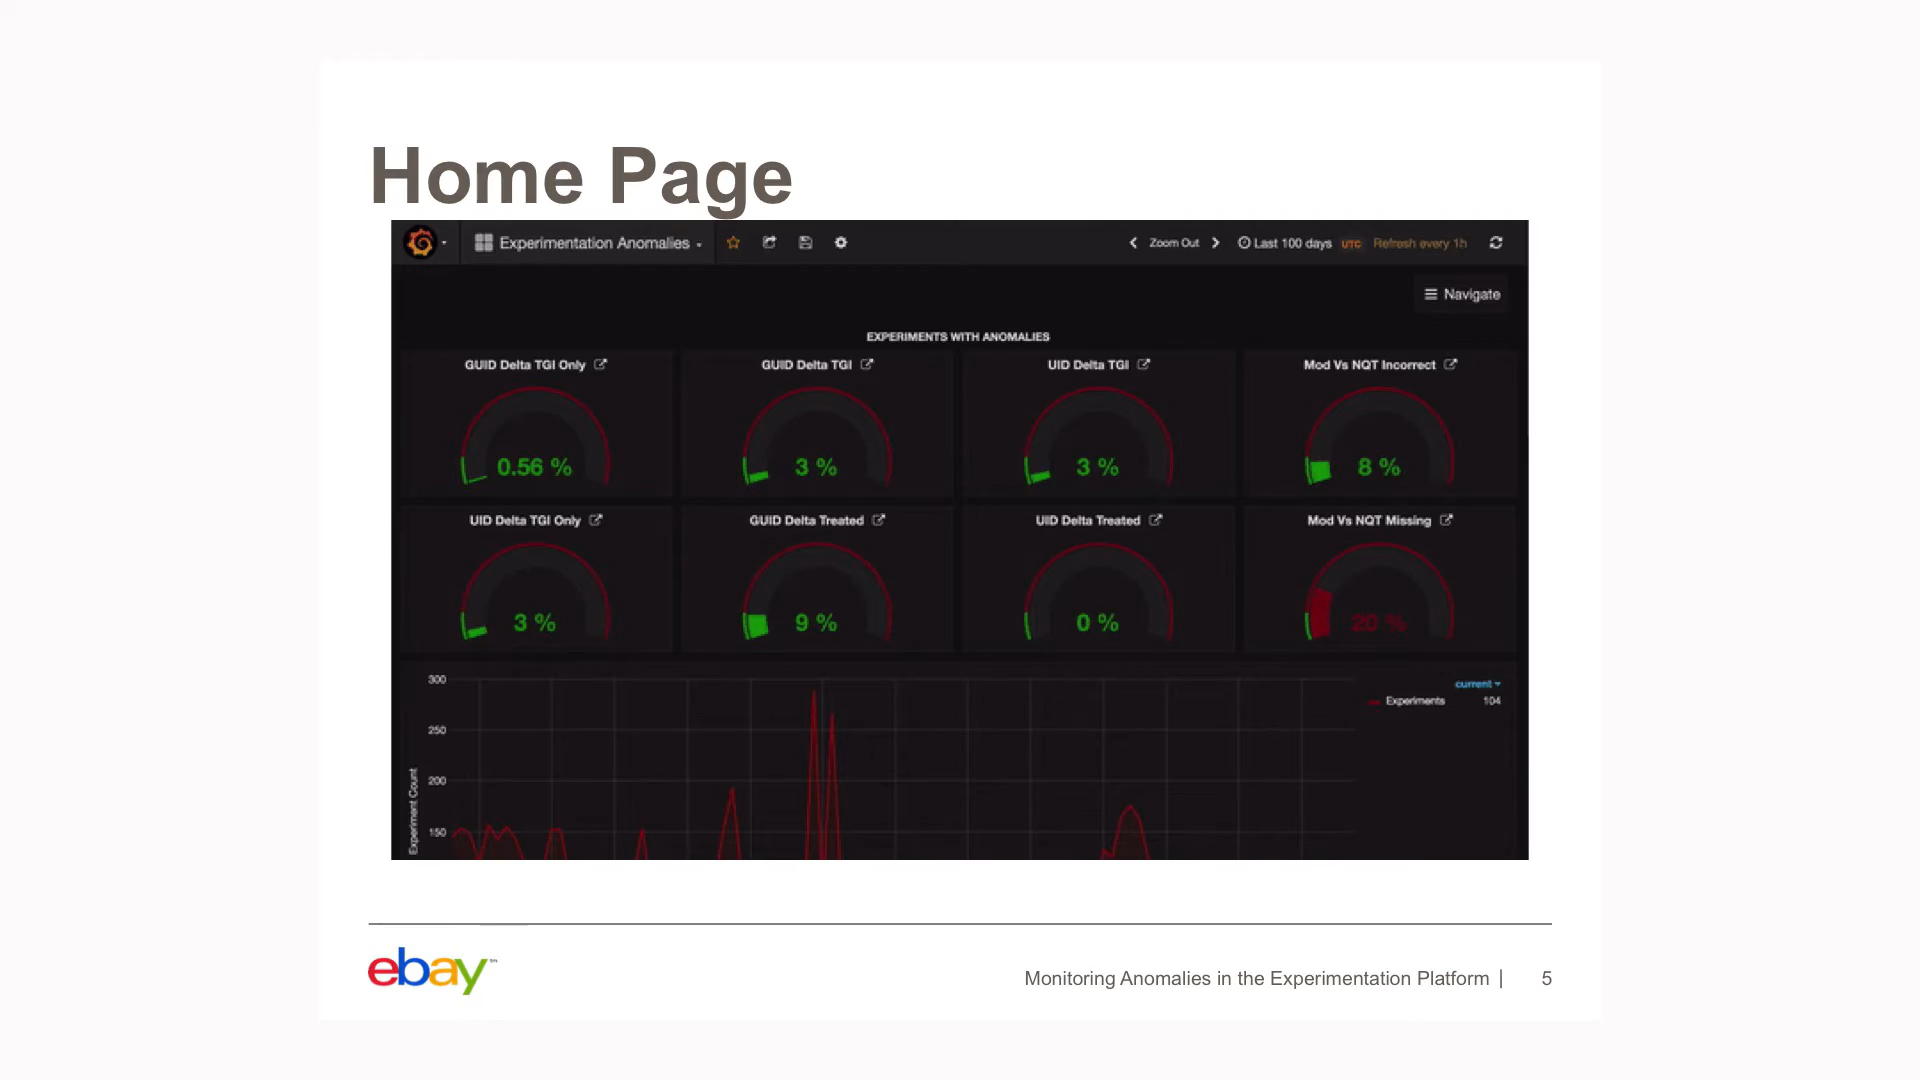 Home Page
Experimentation Anomalies
Zoom Out
Last 100 days UTC Refresh every 1h
Navigate
EXPERIMENTS WITH ANOMALIES
GUID Delta TGI Only
GUID Delta TGI
UID Delta TGI
Mod Vs NQT Incorrect
0.56 %
3 %
3 %
8 %
UID Delta TGI Only
GUID Delta Treated
UID Delta Treated
Mod Vs NQT Missing
3 %
9 %
0 %
20 %
300
250
200
150
Experiment Count
current
Experiments 104
ebay™
Monitoring Anomalies in the Experimentation Platform | 5